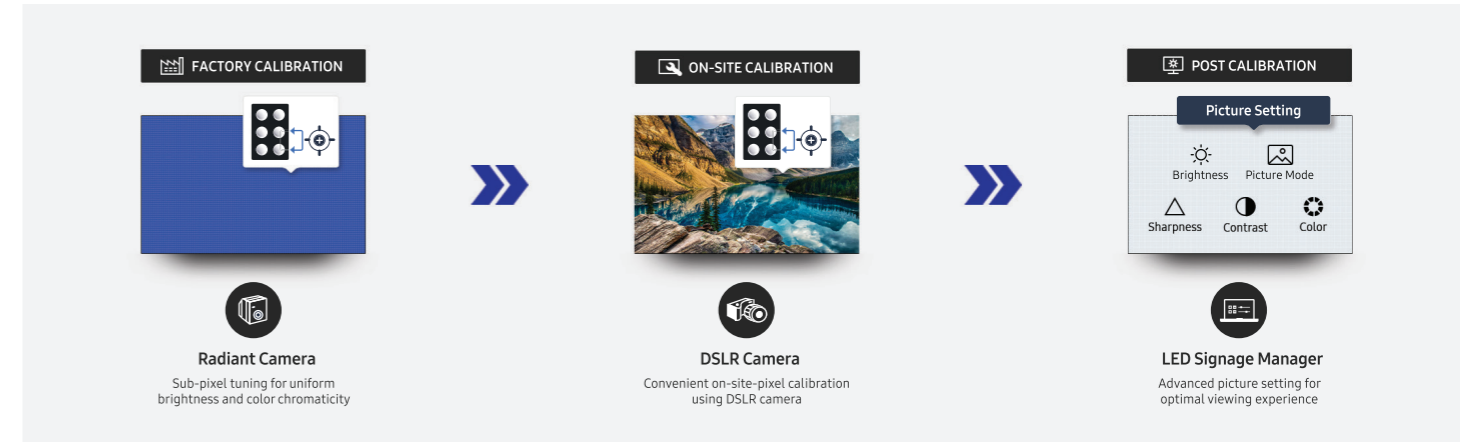 FACTORY CALIBRATION
Radiant Camera
Sub-pixel tuning for uniform
brightness and color chromaticity
ON-SITE CALIBRATION
DSLR Camera
Convenient on-site-pixel calibration
using DSLR camera
POST CALIBRATION
Picture Setting
Brightness
Picture Mode
Sharpness
Contrast
Color
LED Signage Manager
Advanced picture setting for
optimal viewing experience